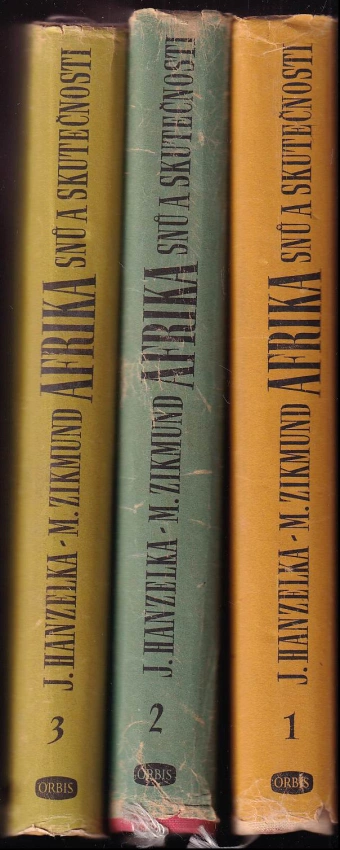 J. HANZELKA - M. ZIKMUND AFRIKA SNŮ A SKUTEČNOSTI
3
ORBIS
J. HANZELKA - M. ZIKMUND AFRIKA SNŮ A SKUTEČNOSTI
2
ORBIS
J. HANZELKA - M. ZIKMUND AFRIKA SNŮ A SKUTEČNOSTI
1
ORBIS